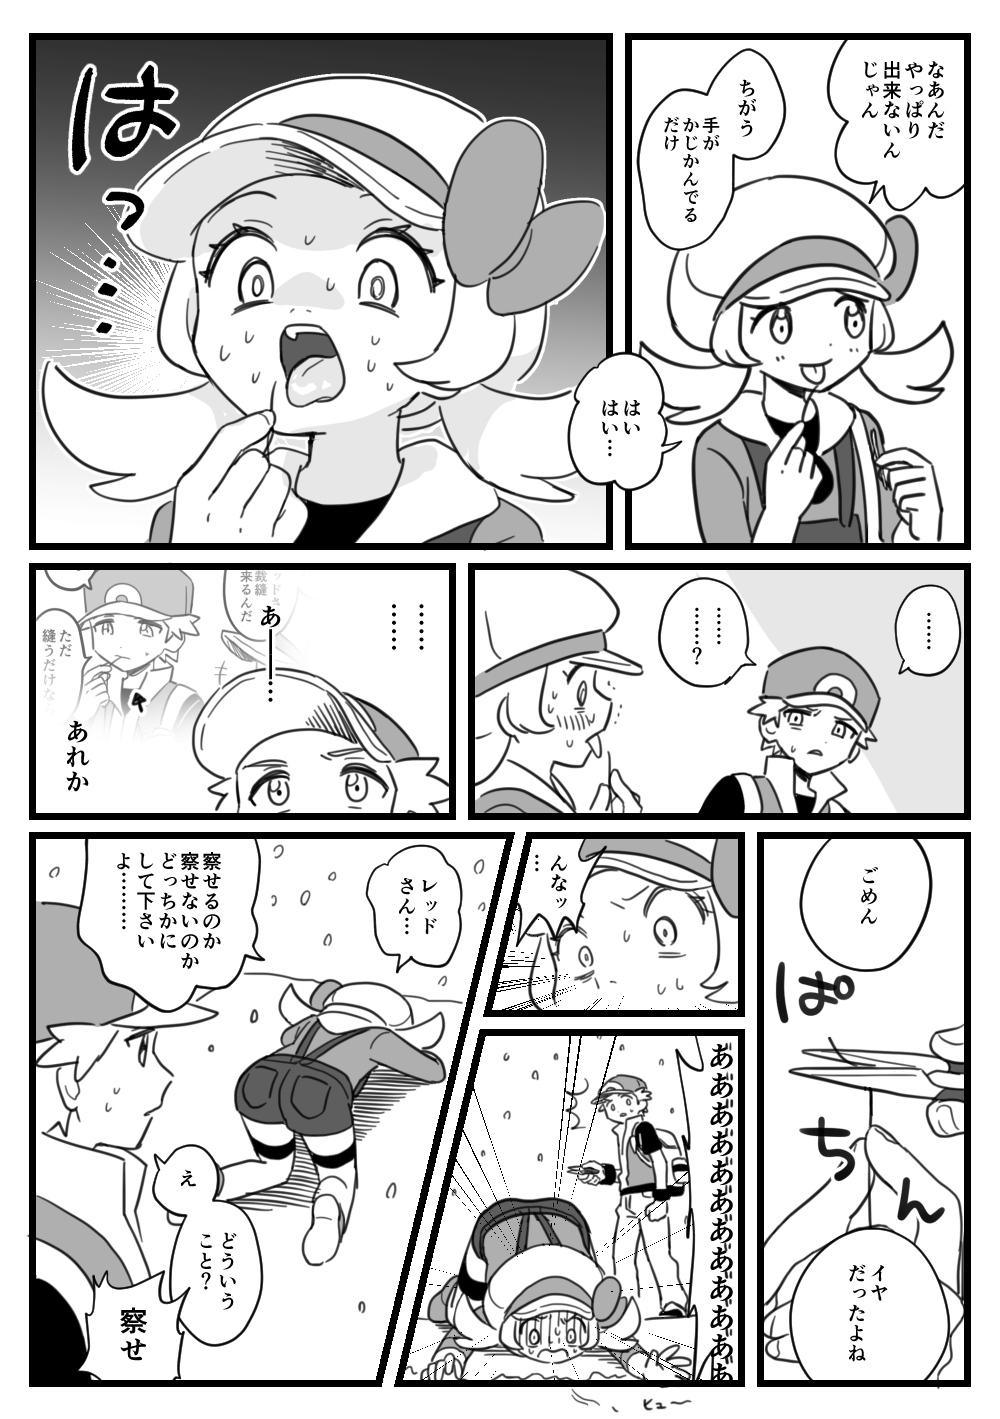 なあんだ
やっぱり
出来ないん
じゃん
ちがう
手が
かじかんでる
だけ
はい
はい…
はっ…
……
……
……?
……
……
あ
―
……
裁縫
来るんだ
ただ
縫うだけなら
あれか
ごめん
ぱ
ちん
イヤ
だったよね
んなッ
…
ああああああああああああ
ヒュ〜
レッド
さん…
察せるのか
察せないのか
どっちかに
して下さい
よ………
え
どういう
こと?
察せ